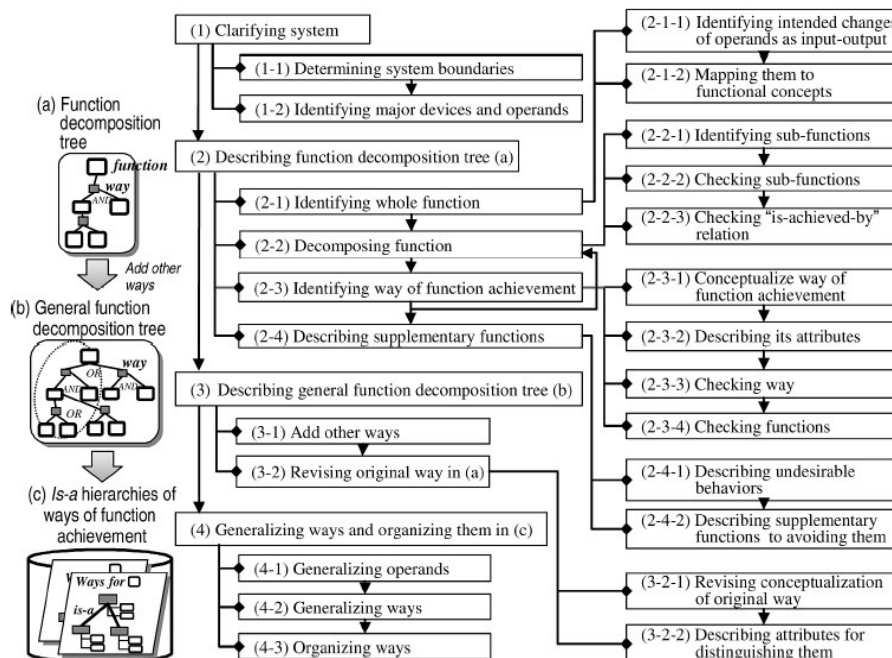 (a) Function
decomposition
tree
function
way
AND
Add other
ways
(b) General function
decomposition tree
way
OR
AND
AND
OR
(c) Is-a hierarchies of
ways of function
achievement
Ways for
is-a
(1) Clarifying system
(1-1) Determining system boundaries
(1-2) Identifying major devices and operands
(2) Describing function decomposition tree (a)
(2-1) Identifying whole function
(2-2) Decomposing function
(2-3) Identifying way of function achievement
(2-4) Describing supplementary functions
(3) Describing general function decomposition tree (b)
(3-1) Add other ways
(3-2) Revising original way in (a)
(4) Generalizing ways and organizing them in (c)
(4-1) Generalizing operands
(4-2) Generalizing ways
(4-3) Organizing ways
(2-1-1) Identifying intended changes
of operands as input-output
(2-1-2) Mapping them to
functional concepts
(2-2-1) Identifying sub-functions
(2-2-2) Checking sub-functions
(2-2-3) Checking “is-achieved-by”
relation
(2-3-1) Conceptualize way of
function achievement
(2-3-2) Describing its attributes
(2-3-3) Checking way
(2-3-4) Checking functions
(2-4-1) Describing undesirable
behaviors
(2-4-2) Describing supplementary
functions to avoiding them
(3-2-1) Revising conceptualization
of original way
(3-2-2) Describing attributes for
distinguishing them